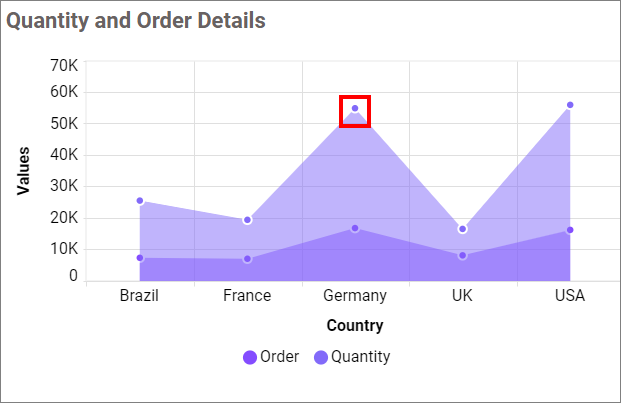 Quantity and Order Details
70K
60K
50K
40K
30K
20K
10K
0
Values
Brazil France Germany UK USA
Country
Order Quantity